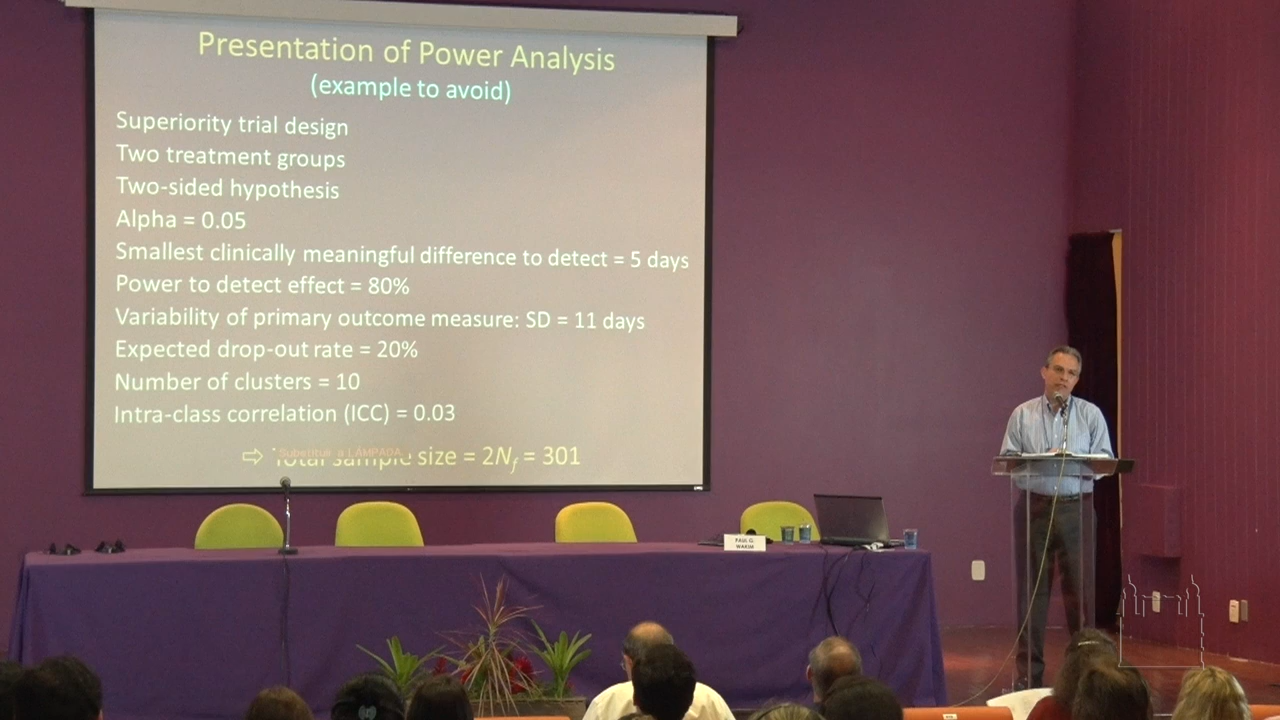 Presentation of Power Analysis
(example to avoid)
Superiority trial design
Two treatment groups
Two-sided hypothesis
Alpha = 0.05
Smallest clinically meaningful difference to detect = 5 days
Power to detect effect = 80%
Variability of primary outcome measure: SD = 11 days
Expected drop-out rate = 20%
Number of clusters = 10
Intra-class correlation (ICC) = 0.03
⇨ Total sample size = 2Nf = 301
Substitua a LÂMPADA.
PAUL G.
WAKIM